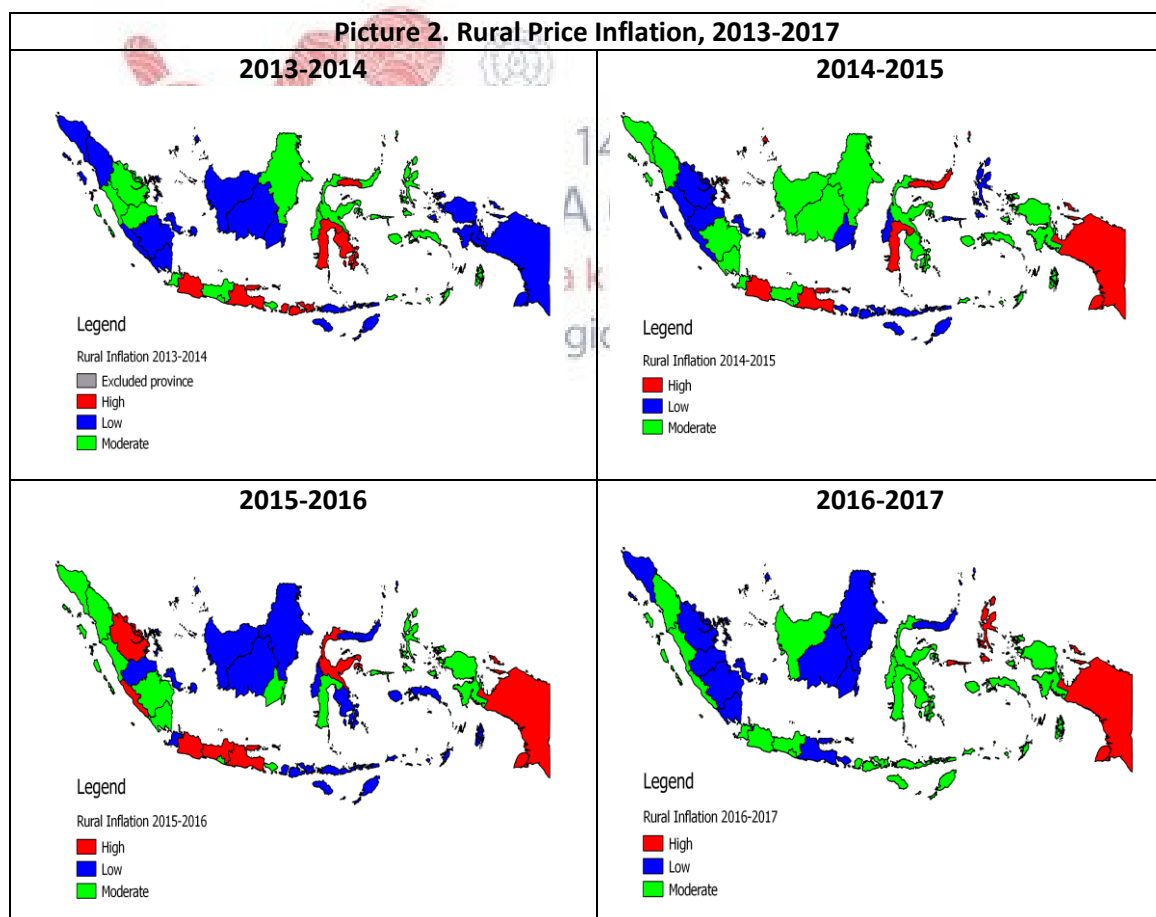 Picture 2. Rural Price Inflation, 2013-2017
2013-2014
2014-2015
14
A
a k
gio
Legend
Rural Inflation 2013-2014
Excluded province
High
Low
Moderate
Legend
Rural Inflation 2014-2015
High
Low
Moderate
2015-2016
2016-2017
Legend
Rural Inflation 2015-2016
High
Low
Moderate
Legend
Rural Inflation 2016-2017
High
Low
Moderate